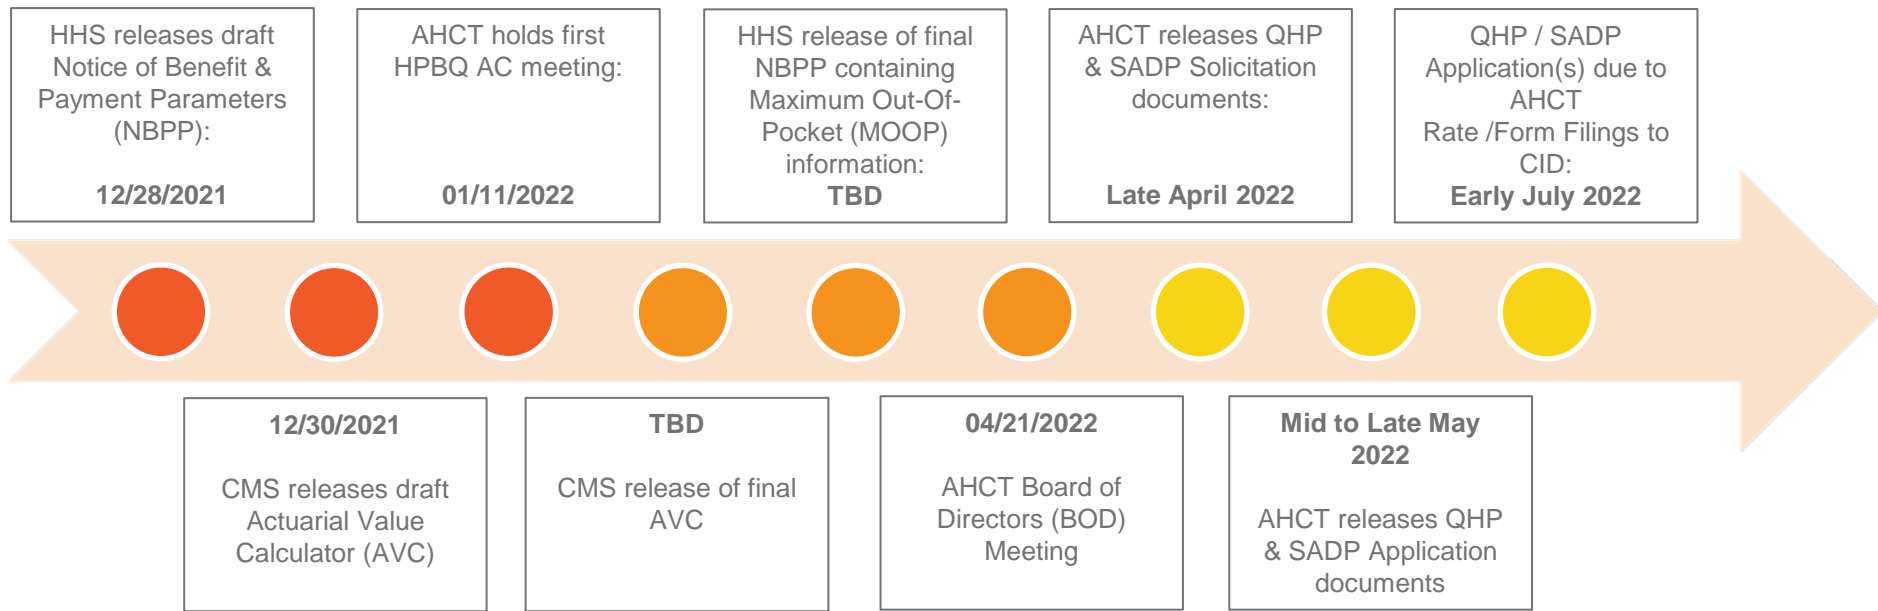 HHS releases draft
Notice of Benefit &
Payment Parameters
(NBPP):
12/28/2021
AHCT holds first
HPBQ AC meeting:
01/11/2022
HHS release of final
NBPP containing
Maximum Out-Of-
Pocket (MOOP)
information:
TBD
AHCT releases QHP
& SADP Solicitation
documents:
Late April 2022
QHP / SADP
Application(s) due to
AHCT
Rate /Form Filings to
CID:
Early July 2022
12/30/2021
CMS releases draft
Actuarial Value
Calculator (AVC)
TBD
CMS release of final
AVC
04/21/2022
AHCT Board of
Directors (BOD)
Meeting
Mid to Late May
2022
AHCT releases QHP
& SADP Application
documents